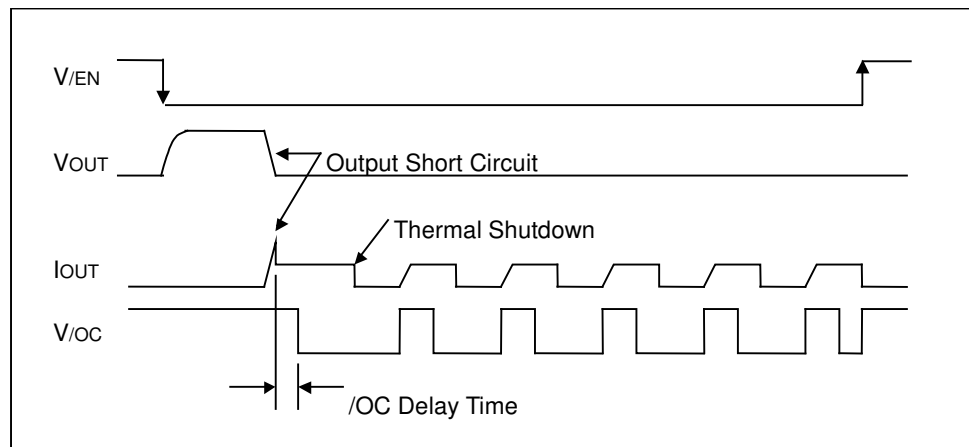 V/EN
VOUT
Output Short Circuit
Thermal Shutdown
IOUT
V/OC
/OC Delay Time